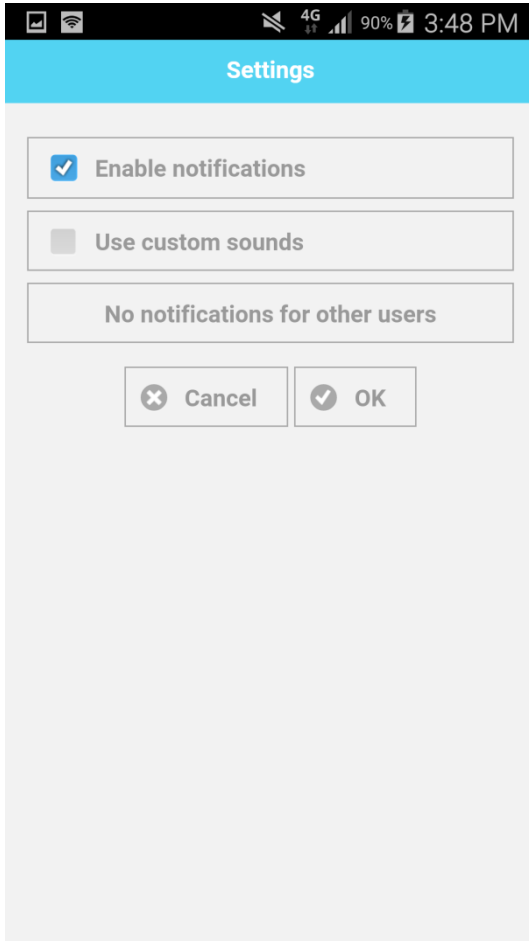 4G 90% 3:48 PM
Settings
Enable notifications
Use custom sounds
No notifications for other users
Cancel OK